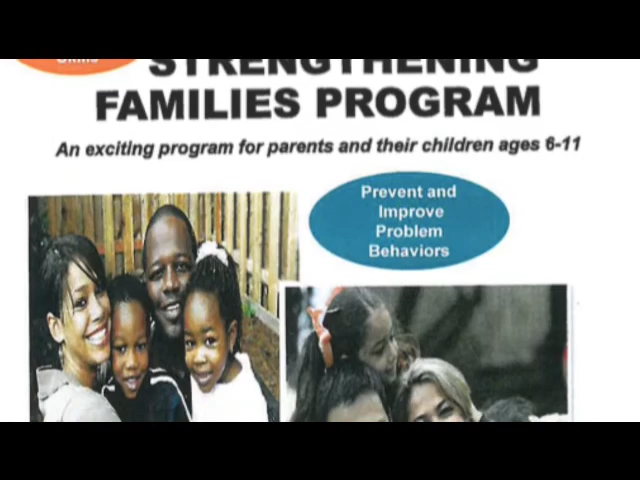 STRENGTHENING
FAMILIES PROGRAM
An exciting program for parents and their children ages 6-11
Prevent and
Improve
Problem
Behaviors